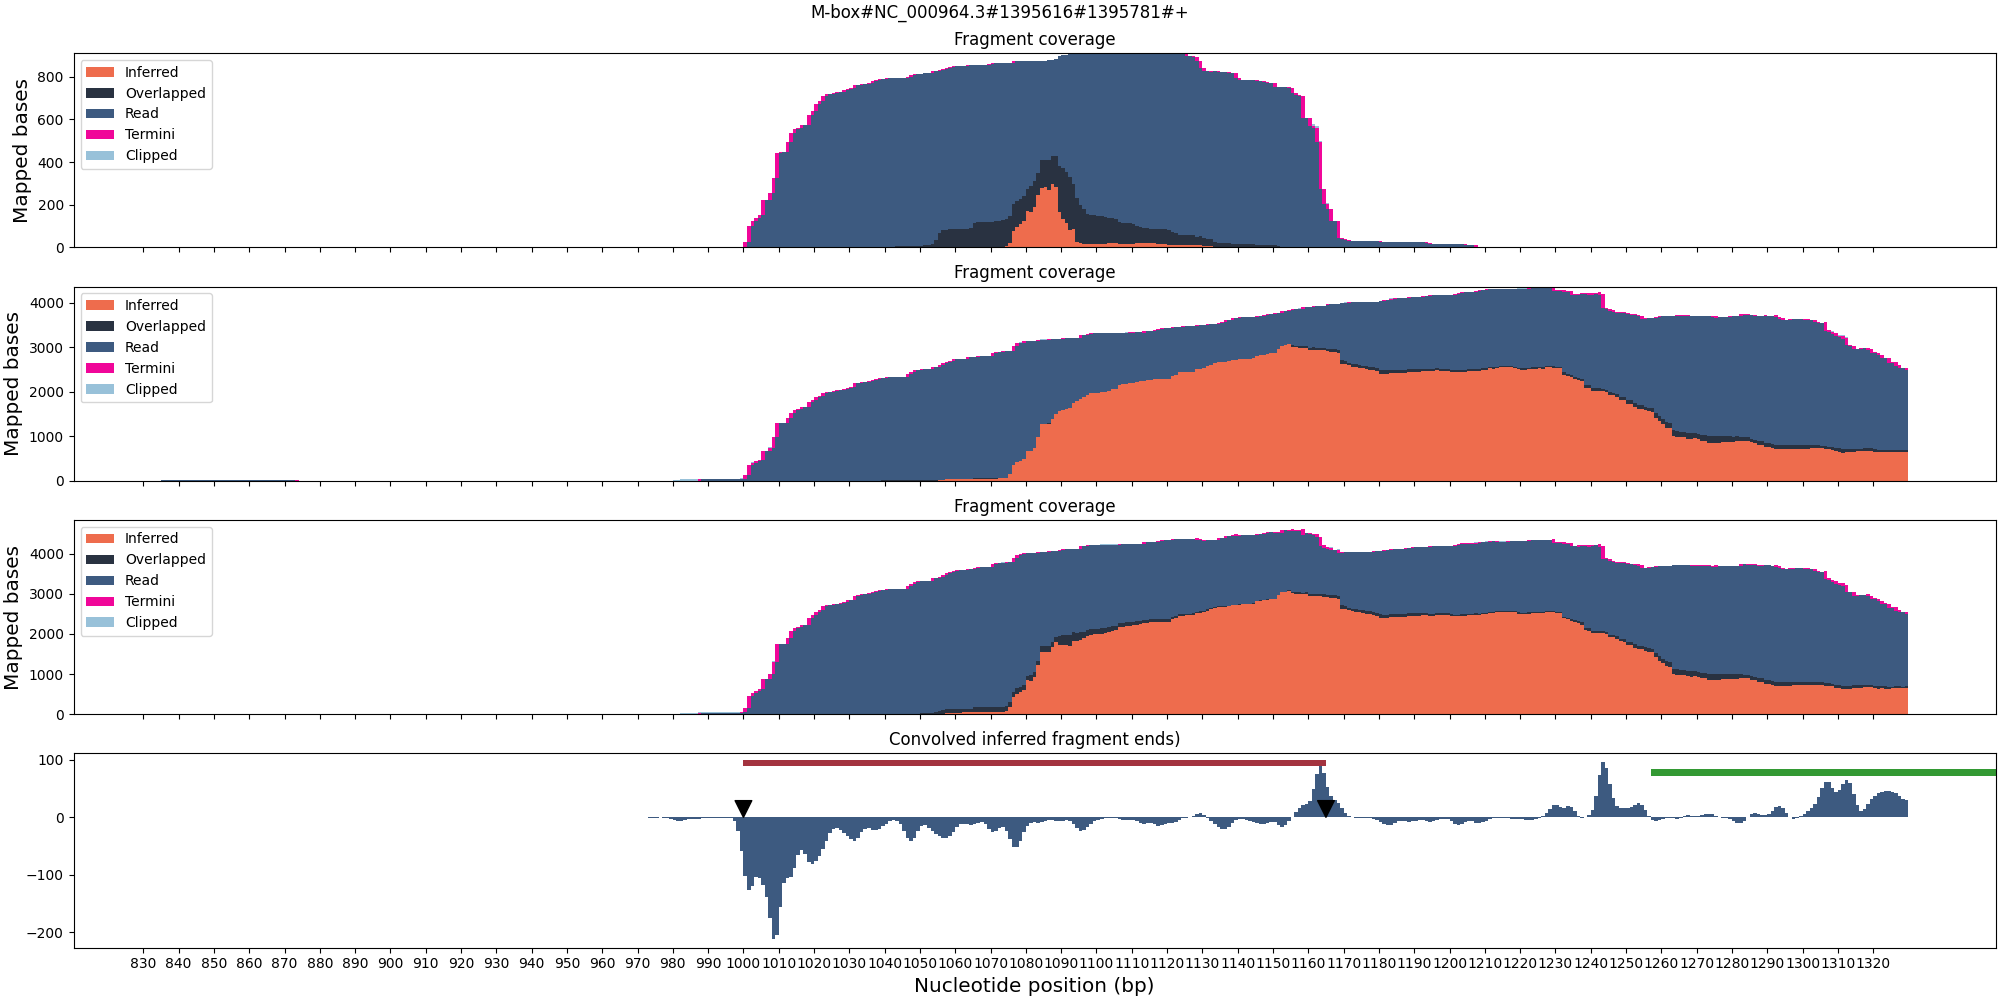 M-box#NC_000964.3#1395616#1395781#+
Fragment coverage
Mapped bases
800
600
400
200
0
Inferred
Overlapped
Read
Termini
Clipped
Fragment coverage
Mapped bases
4000
3000
2000
1000
0
Inferred
Overlapped
Read
Termini
Clipped
Fragment coverage
Mapped bases
4000
3000
2000
1000
0
Inferred
Overlapped
Read
Termini
Clipped
Convolved inferred fragment ends)
100
0
−100
−200
830 840 850 860 870 880 890 900 910 920 930 940 950 960 970 980 990 1000 1010 1020 1030 1040 1050 1060 1070 1080 1090 1100 1110 1120 1130 1140 1150 1160 1170 1180 1190 1200 1210 1220 1230 1240 1250 1260 1270 1280 1290 1300 1310 1320
Nucleotide position (bp)